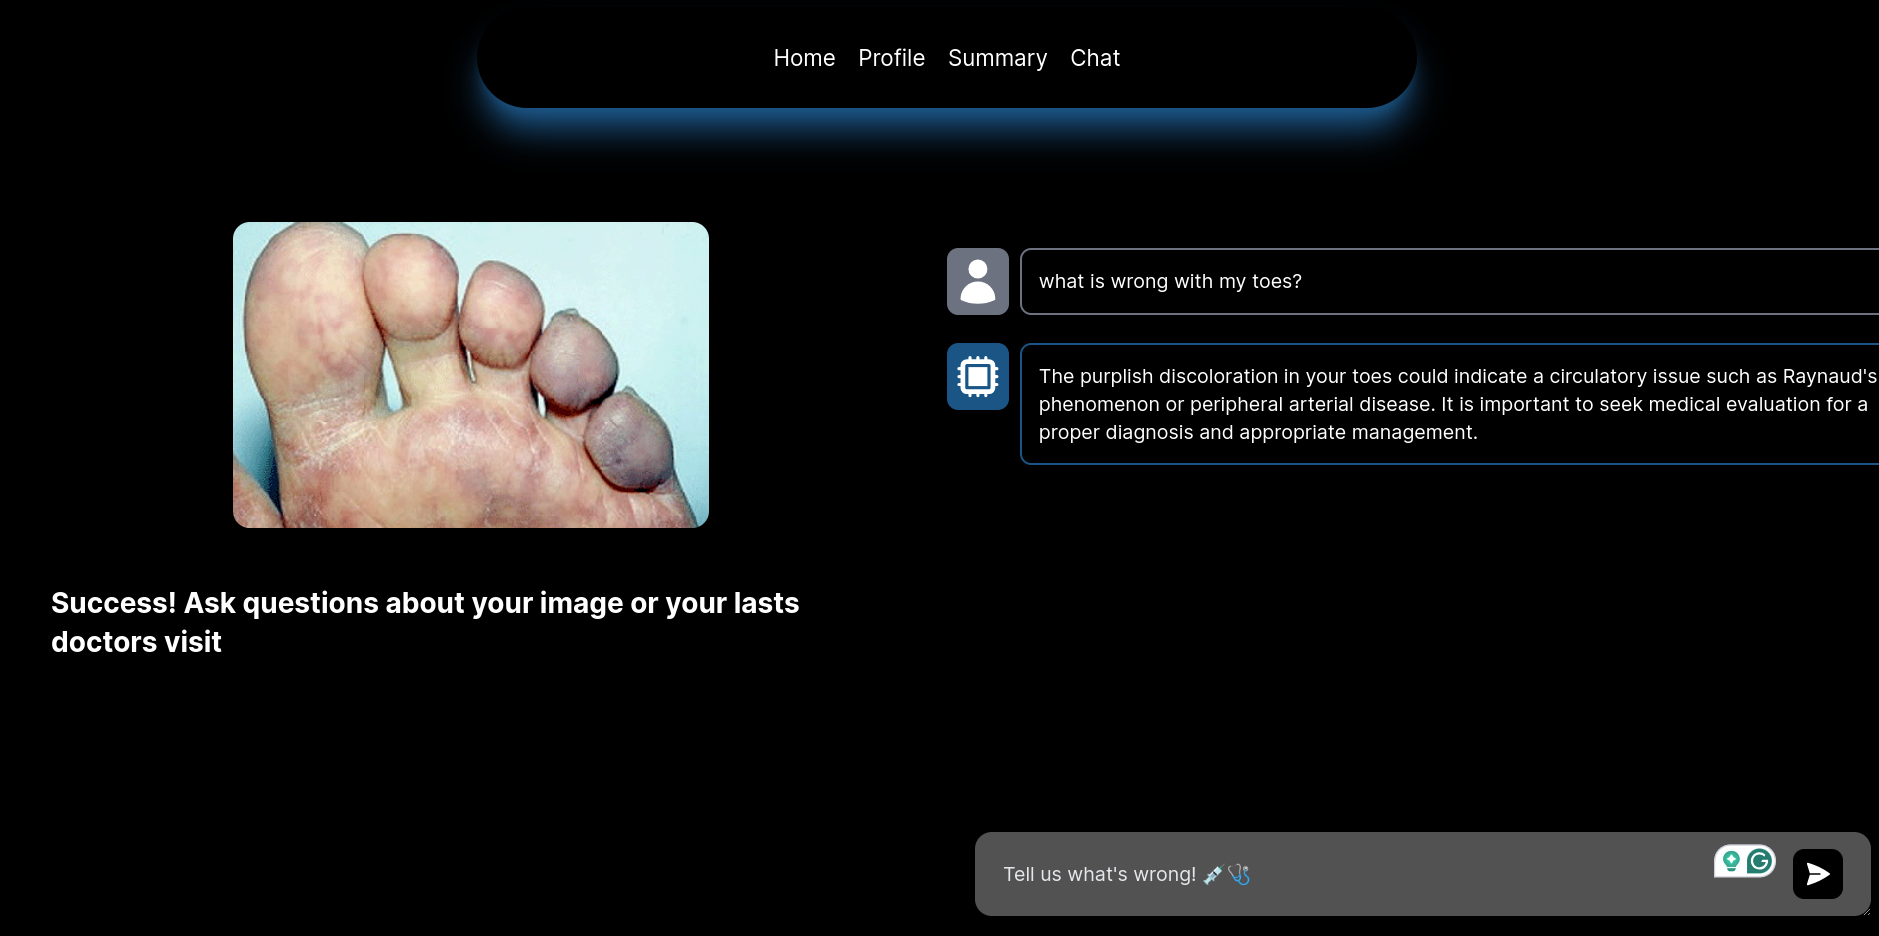 Home Profile Summary Chat
what is wrong with my toes?
The purplish discoloration in your toes could indicate a circulatory issue such as Raynaud's
phenomenon or peripheral arterial disease. It is important to seek medical evaluation for a
proper diagnosis and appropriate management.
Success! Ask questions about your image or your lasts
doctors visit
Tell us what's wrong! 💉🩺